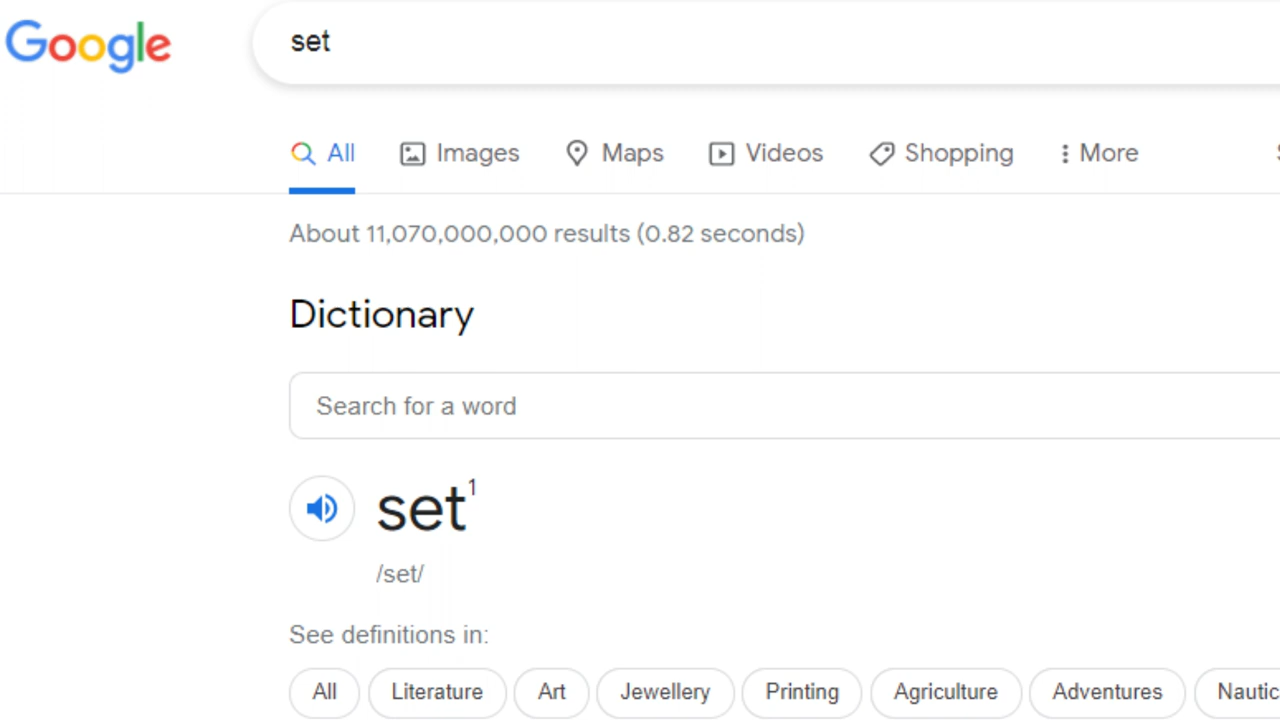 Google set
All Images Maps Videos Shopping More
About 11,070,000,000 results (0.82 seconds)
Dictionary
Search for a word
set1
/set/
See definitions in:
All Literature Art Jewellery Printing Agriculture Adventures